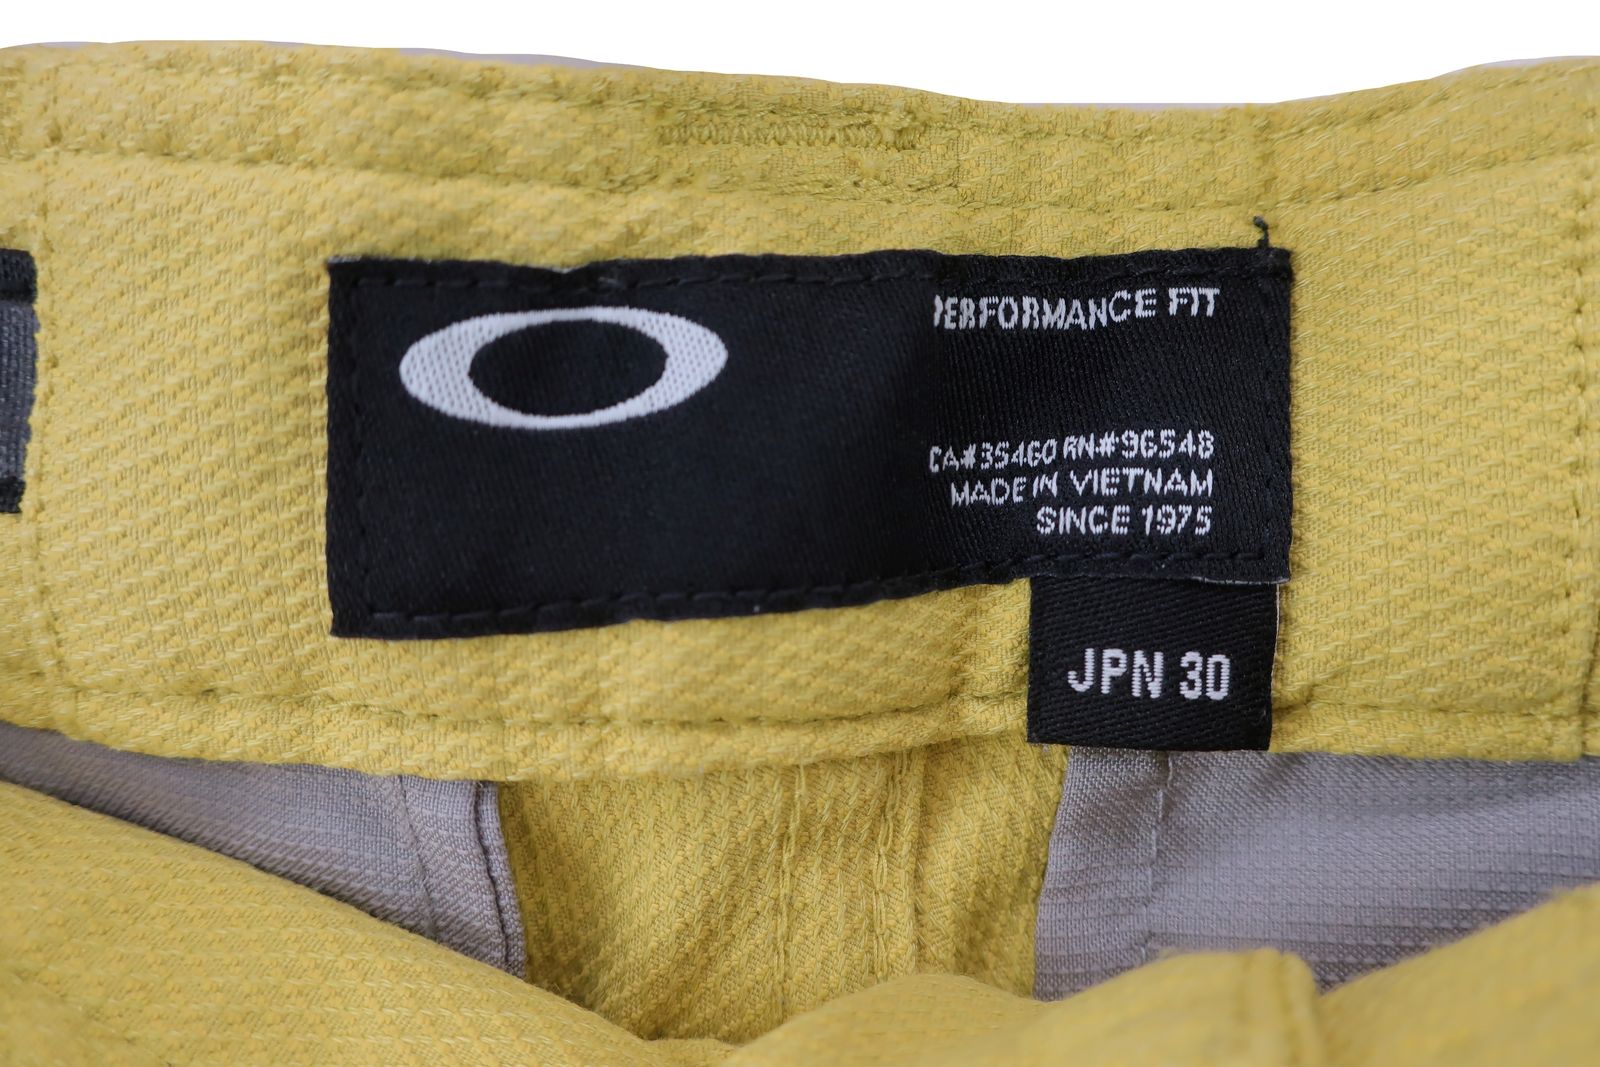 PERFORMANCE FIT
CA#35460 RN#96548
MADE IN VIETNAM
SINCE 1975
JPN 30